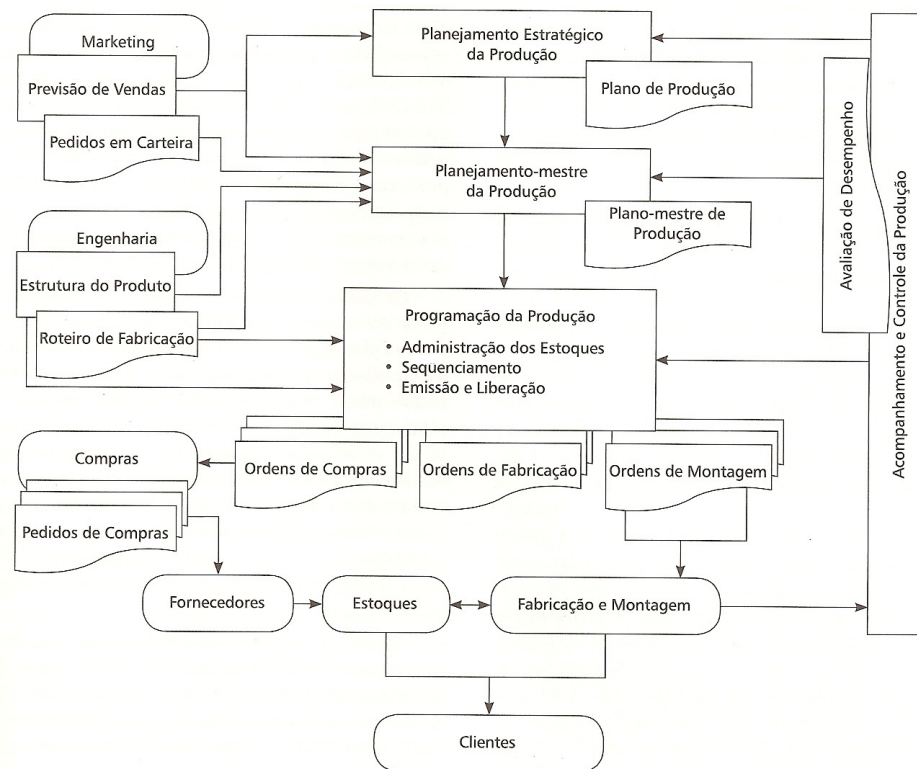 Marketing
Previsão de Vendas
Pedidos em Carteira
Planejamento Estratégico
da Produção
Plano de Produção
Planejamento-mestre
da Produção
Plano-mestre de
Produção
Engenharia
Estrutura do Produto
Roteiro de Fabricação
Programação da Produção
• Administração dos Estoques
• Sequenciamento
• Emissão e Liberação
Avaliação de Desempenho
Acompanhamento e Controle da Produção
Compras
Pedidos de Compras
Ordens de Compras
Ordens de Fabricação
Ordens de Montagem
Fornecedores
Estoques
Fabricação e Montagem
Clientes